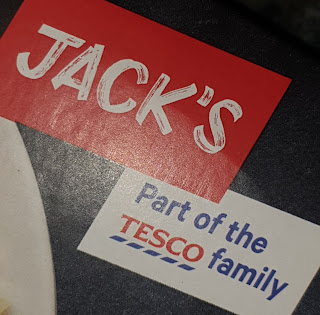 JACK'S
Part of the
TESCO family